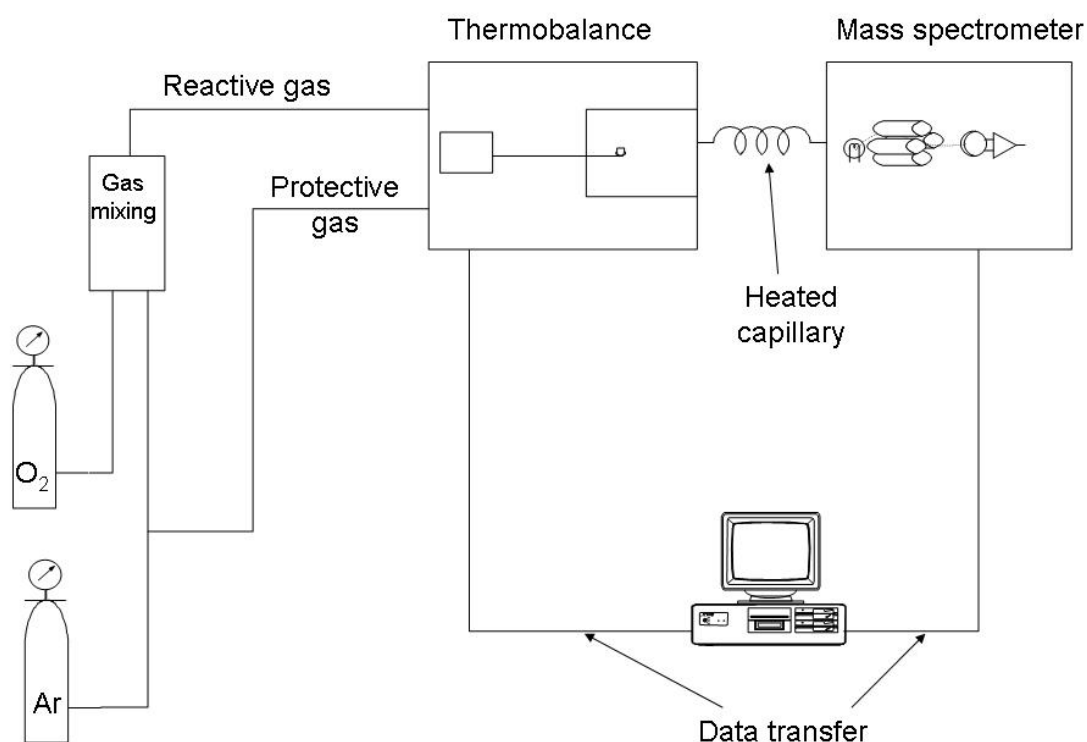 Thermobalance
Mass spectrometer
Reactive gas
Gas
mixing
Protective
gas
Heated
capillary
O₂
Ar
Data transfer